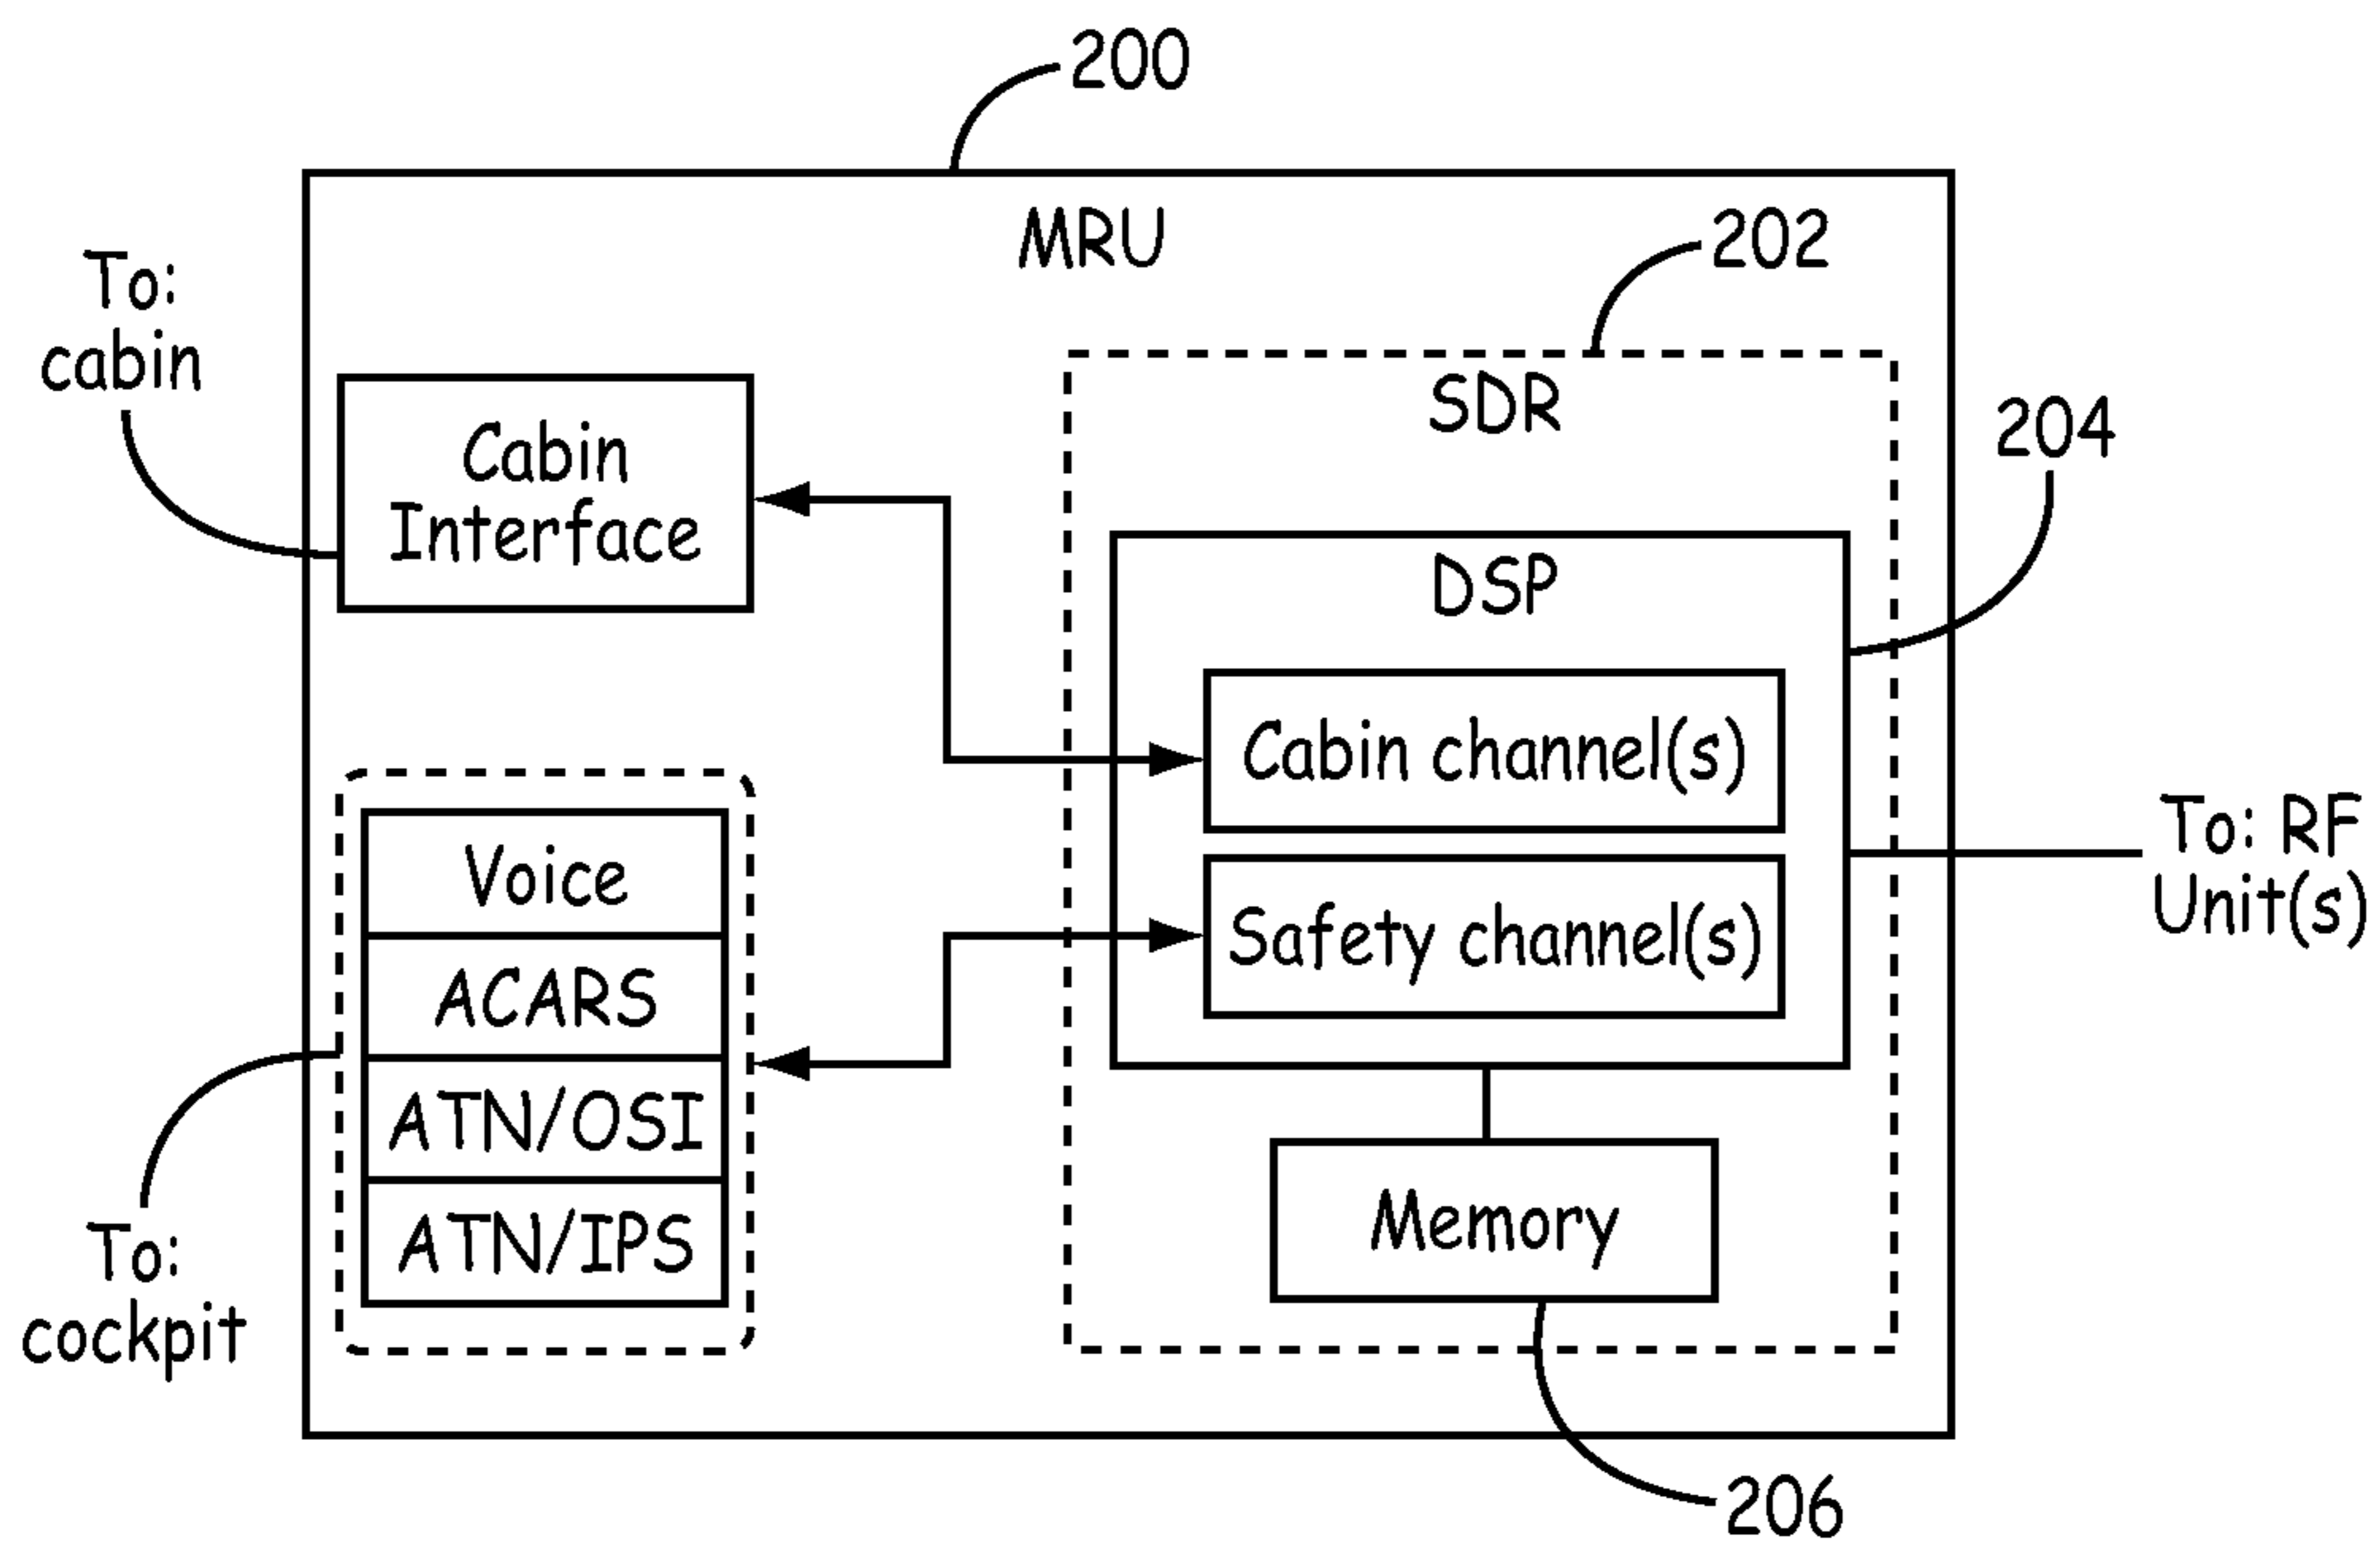 200
MRU
202
To:
cabin
SDR
204
Cabin
Interface
DSP
Cabin channel(s)
To: RF
Unit(s)
Voice
Safety channel(s)
ACARS
ATN/OSI
ATN/IPS
Memory
To:
cockpit
206